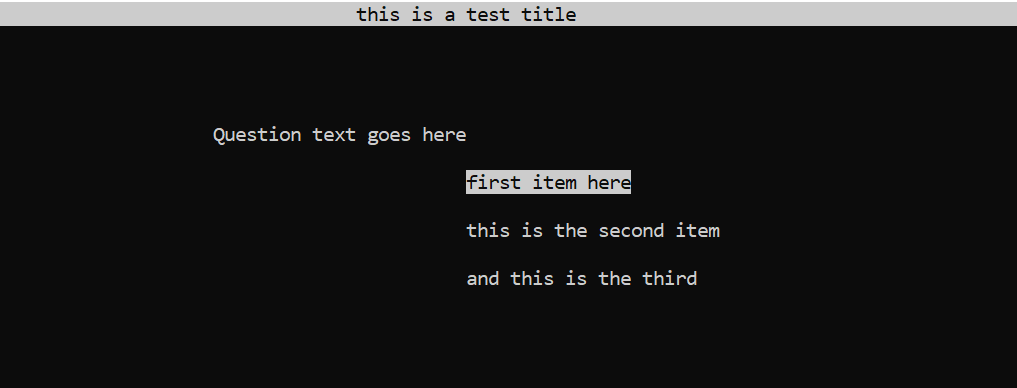 this is a test title
Question text goes here
first item here
this is the second item
and this is the third